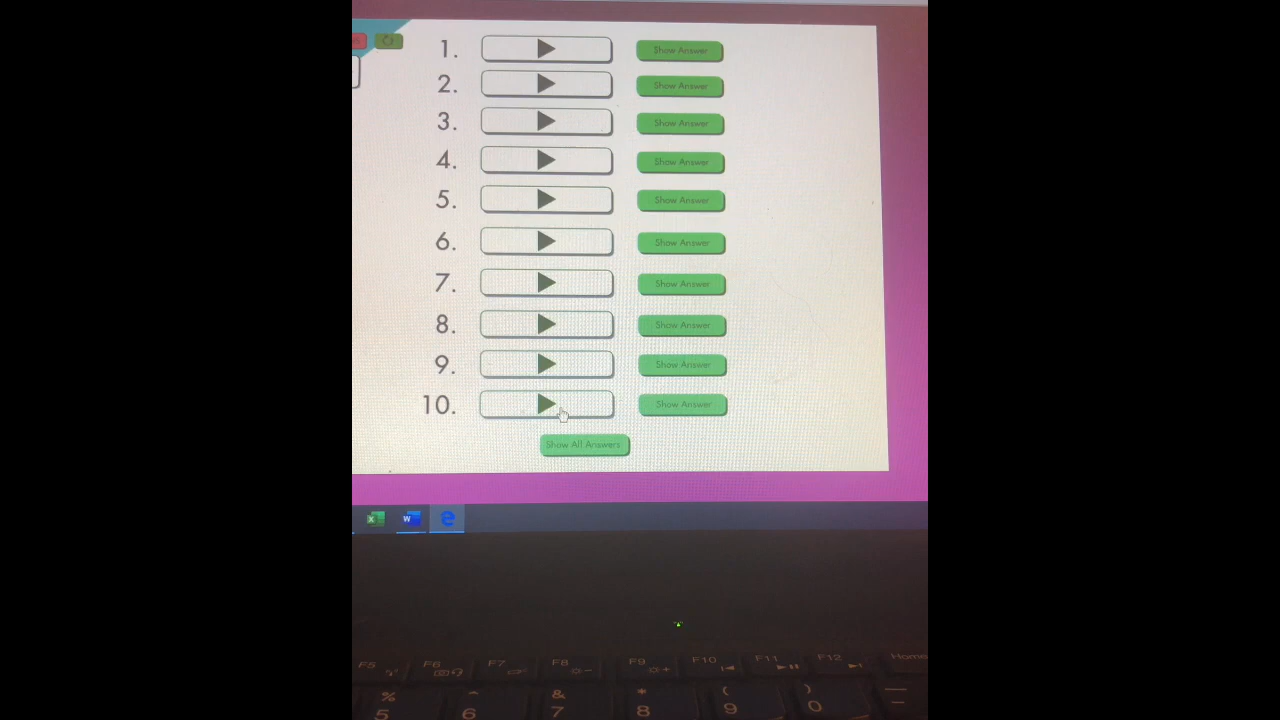 1. Show Answer
2. Show Answer
3. Show Answer
4. Show Answer
5. Show Answer
6. Show Answer
7. Show Answer
8. Show Answer
9. Show Answer
10. Show Answer
Show All Answers
X W
F5 F6 F7 F8 F9 F10 F11 F12 Home
% ^ & * ( )
5 6 7 8 9 0